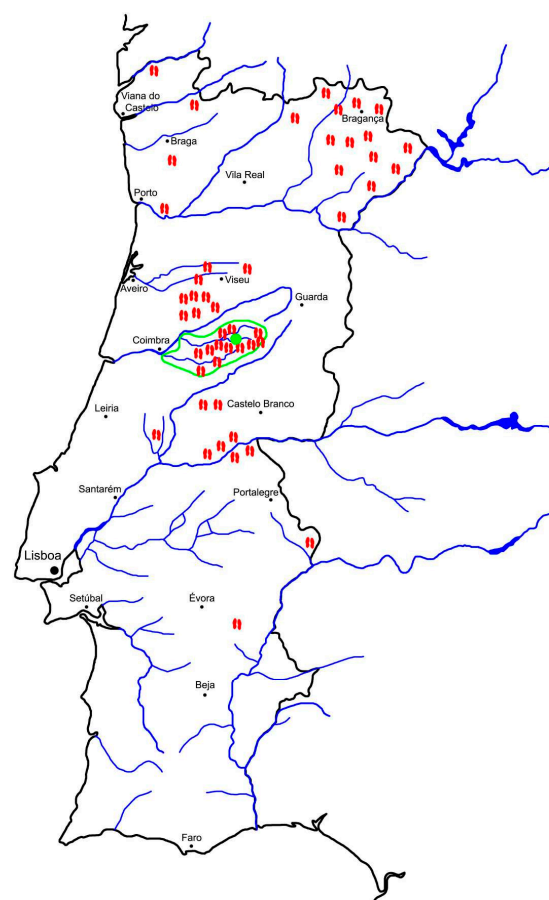 Viana do
Castelo
Bragança
Braga
Vila Real
Porto
Aveiro
Viseu
Guarda
Coimbra
Leiria
Castelo Branco
Santarém
Portalegre
Lisboa
Setúbal
Évora
Beja
Faro